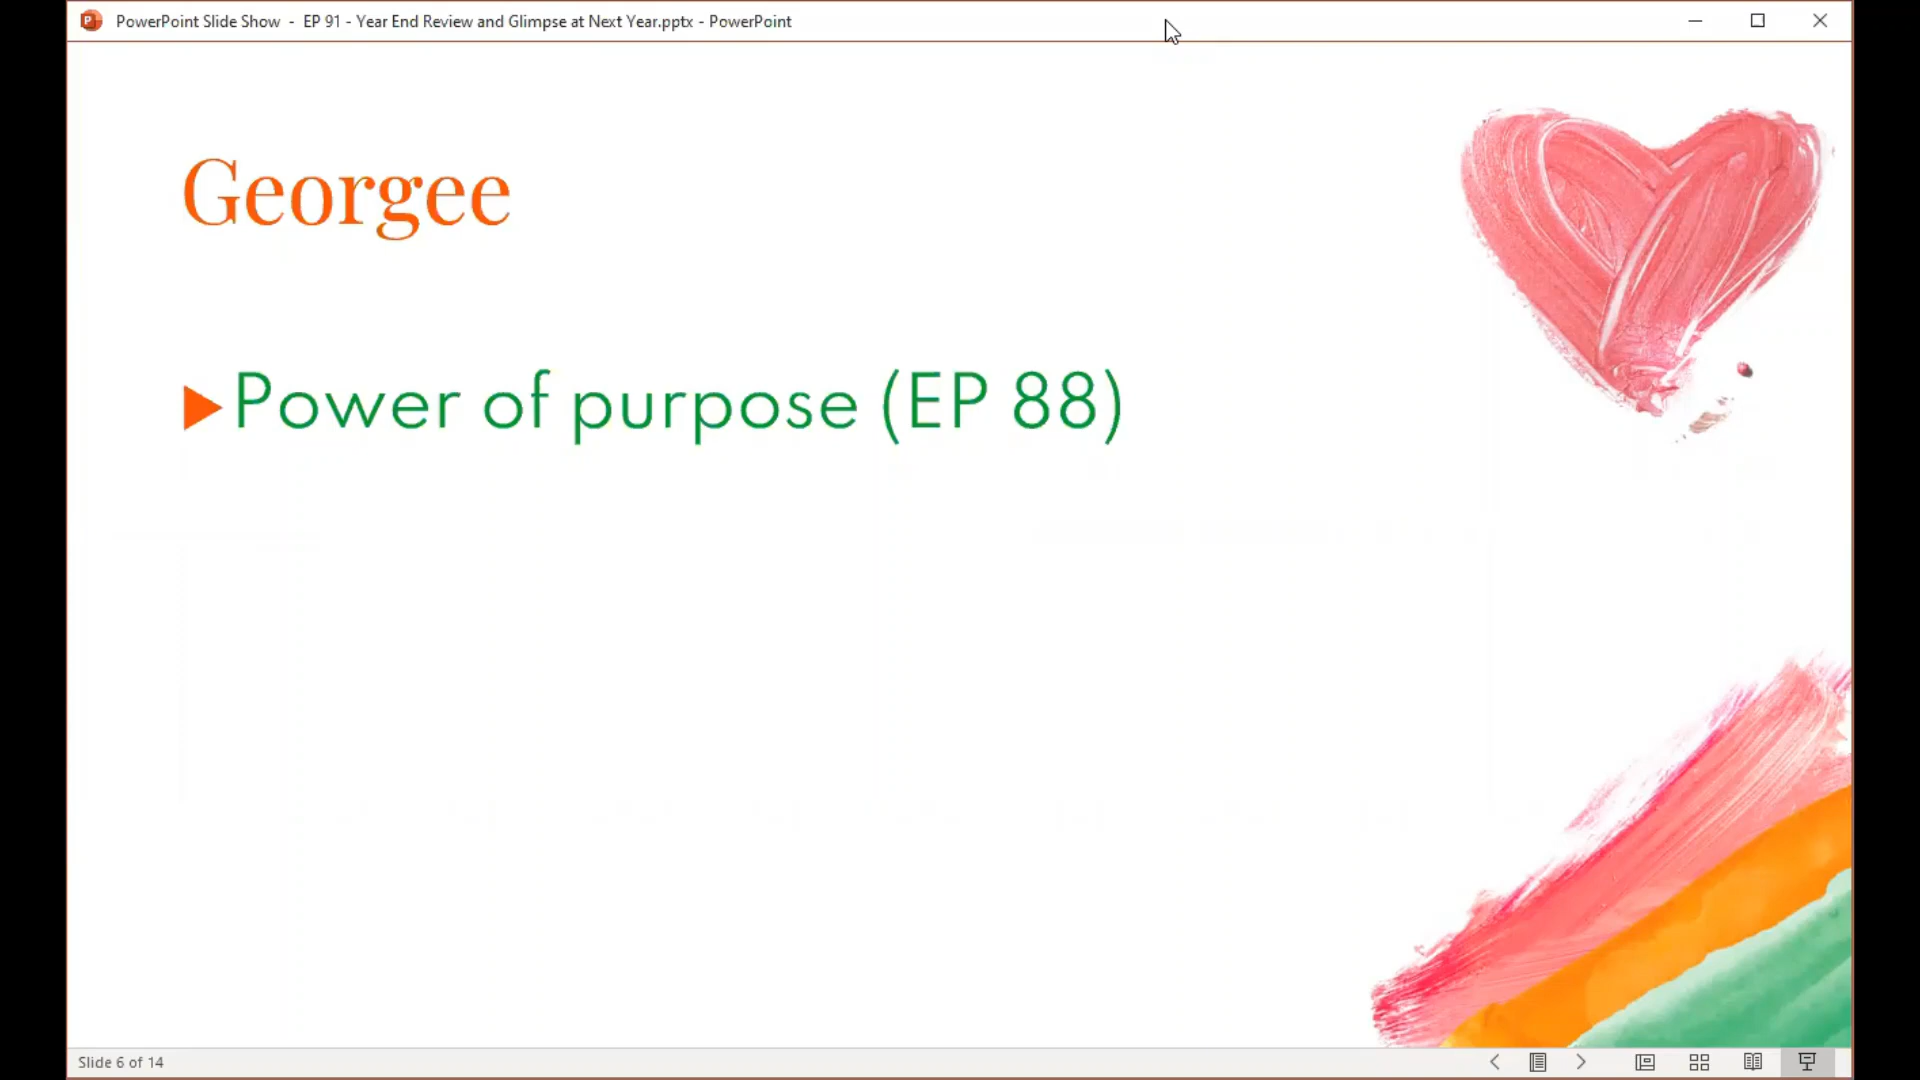 PowerPoint Slide Show - EP 91 - Year End Review and Glimpse at Next Year.pptx - PowerPoint
Georgee
Power of purpose (EP 88)
Slide 6 of 14